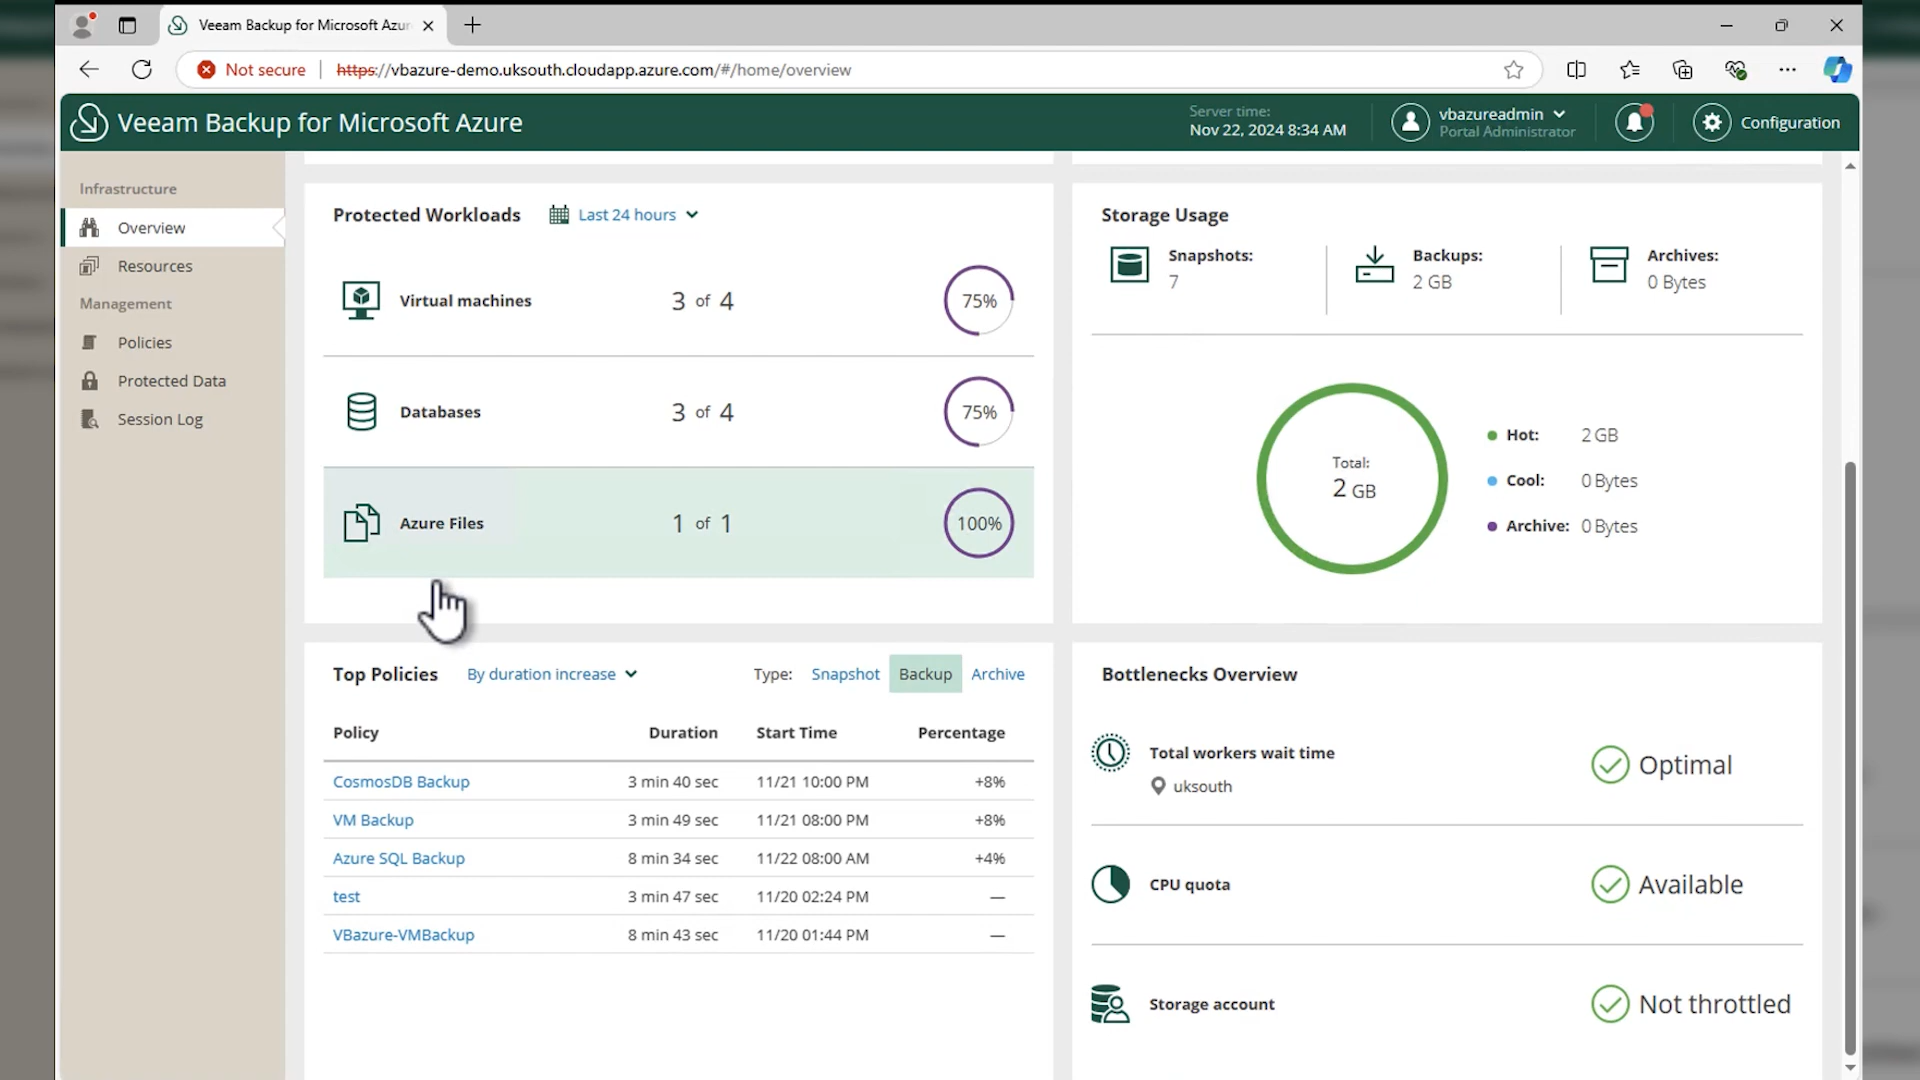 Veeam Backup for Microsoft Azur
Not secure
https://vbazure-demo.uksouth.cloudapp.azure.com/#/home/overview
Veeam Backup for Microsoft Azure
Server time:
Nov 22, 2024 8:34 AM
vbazureadmin
Portal Administrator
Configuration
Infrastructure
Overview
Resources
Management
Policies
Protected Data
Session Log
Protected Workloads
Last 24 hours
Virtual machines 3 of 4 75%
Databases 3 of 4 75%
Azure Files 1 of 1 100%
Storage Usage
Snapshots:
7
Backups:
2 GB
Archives:
0 Bytes
Total:
2 GB
Hot: 2 GB
Cool: 0 Bytes
Archive: 0 Bytes
Top Policies By duration increase Type: Snapshot Backup Archive
Policy Duration Start Time Percentage
CosmosDB Backup 3 min 40 sec 11/21 10:00 PM +8%
VM Backup 3 min 49 sec 11/21 08:00 PM +8%
Azure SQL Backup 8 min 34 sec 11/22 08:00 AM +4%
test 3 min 47 sec 11/20 02:24 PM —
VBazure-VMBackup 8 min 43 sec 11/20 01:44 PM —
Bottlenecks Overview
Total workers wait time
uksouth
Optimal
CPU quota Available
Storage account Not throttled